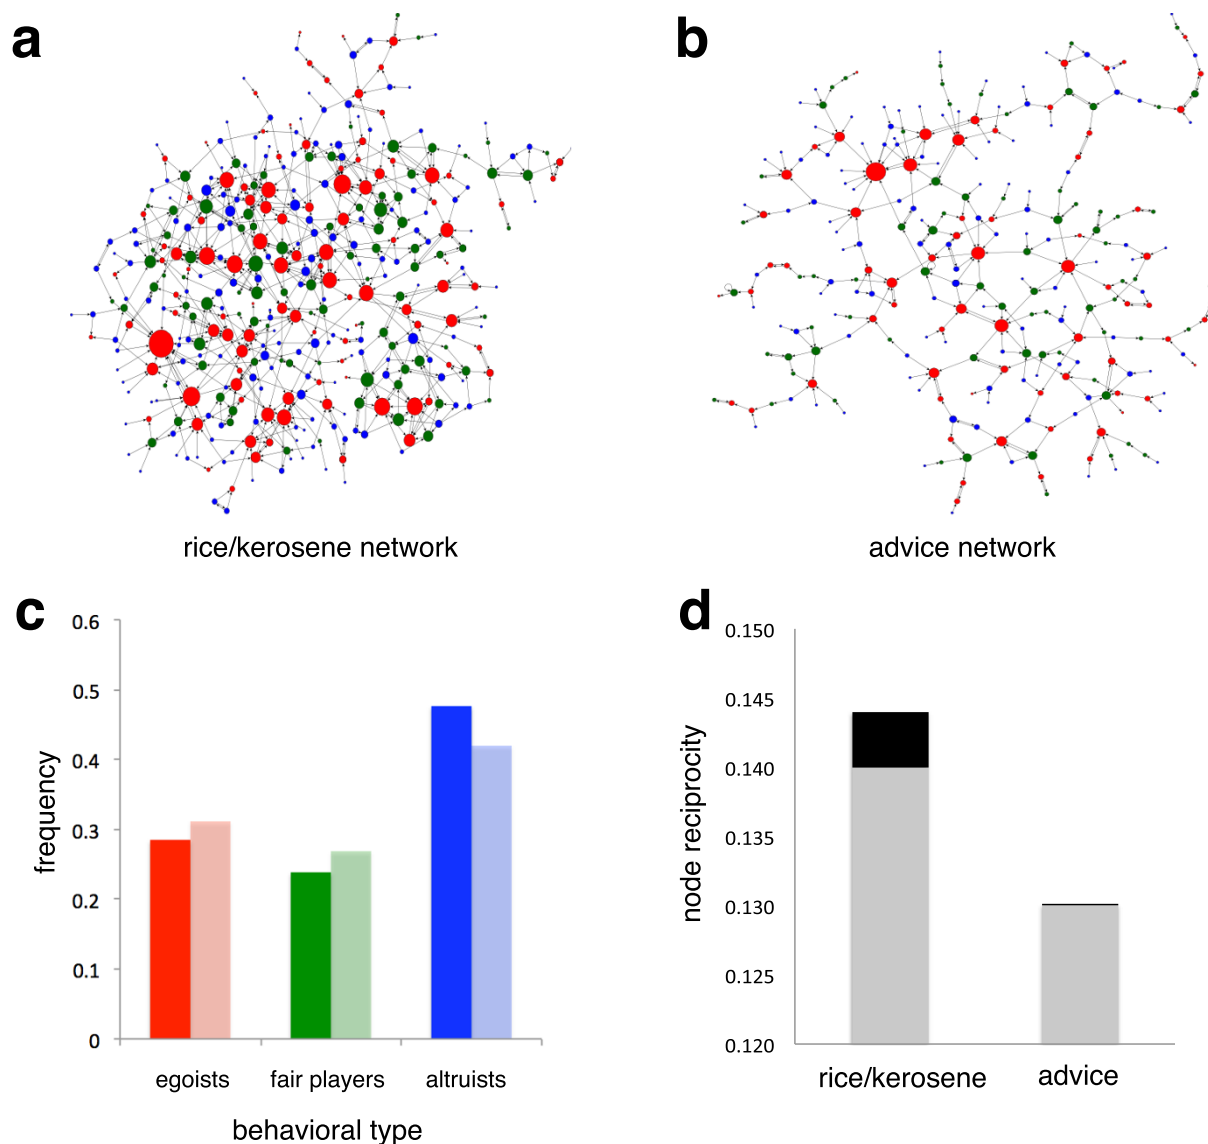 a
b
rice/kerosene network
advice network
c
0.6
0.5
0.4
0.3
0.2
0.1
0
frequency
egoists
fair players
altruists
behavioral type
d
0.150
0.145
0.140
0.135
0.130
0.125
0.120
node reciprocity
rice/kerosene
advice